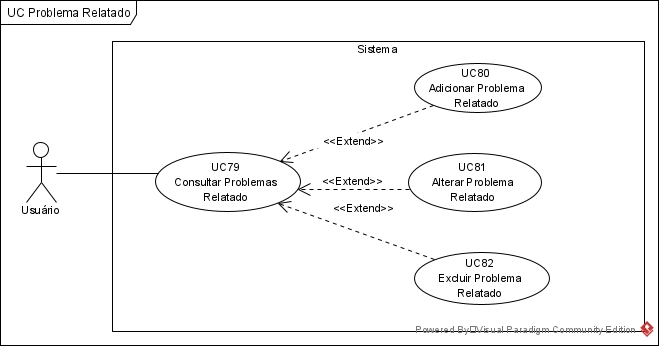 UC Problema Relatado
Sistema
UC80
Adicionar Problema
Relatado
<<Extend>>
UC79
Consultar Problemas
Relatado
<<Extend>>
UC81
Alterar Problema
Relatado
Usuário
<<Extend>>
UC82
Excluir Problema
Relatado
Powered By Visual Paradigm Community Edition